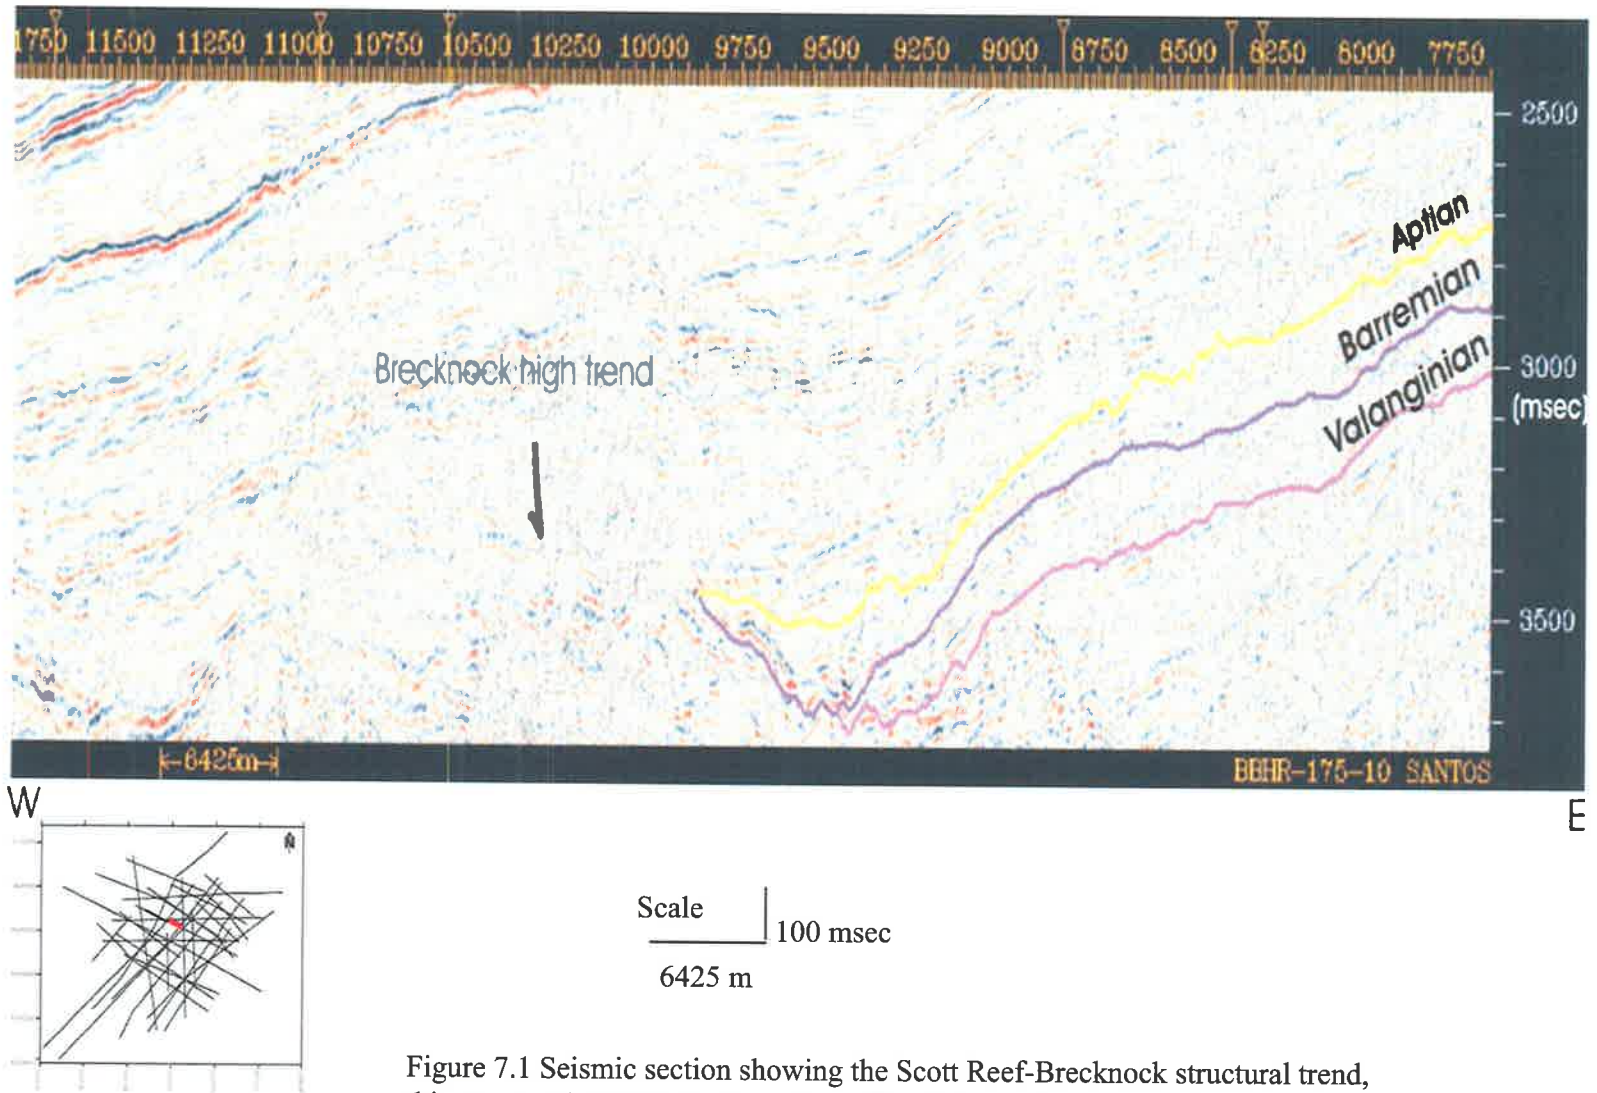 11500 11250 11000 10750 10500 10250 10000 9750 9500 9250 9000 8750 8500 8250 8000 7750
2500
Aptian
Barremian
Valanginian
3000
(msec)
Brecknock high trend
3500
6425m
BBHR-175-10 SANTOS
W
E
N
Scale
100 msec
6425 m
Figure 7.1 Seismic section showing the Scott Reef-Brecknock structural trend,